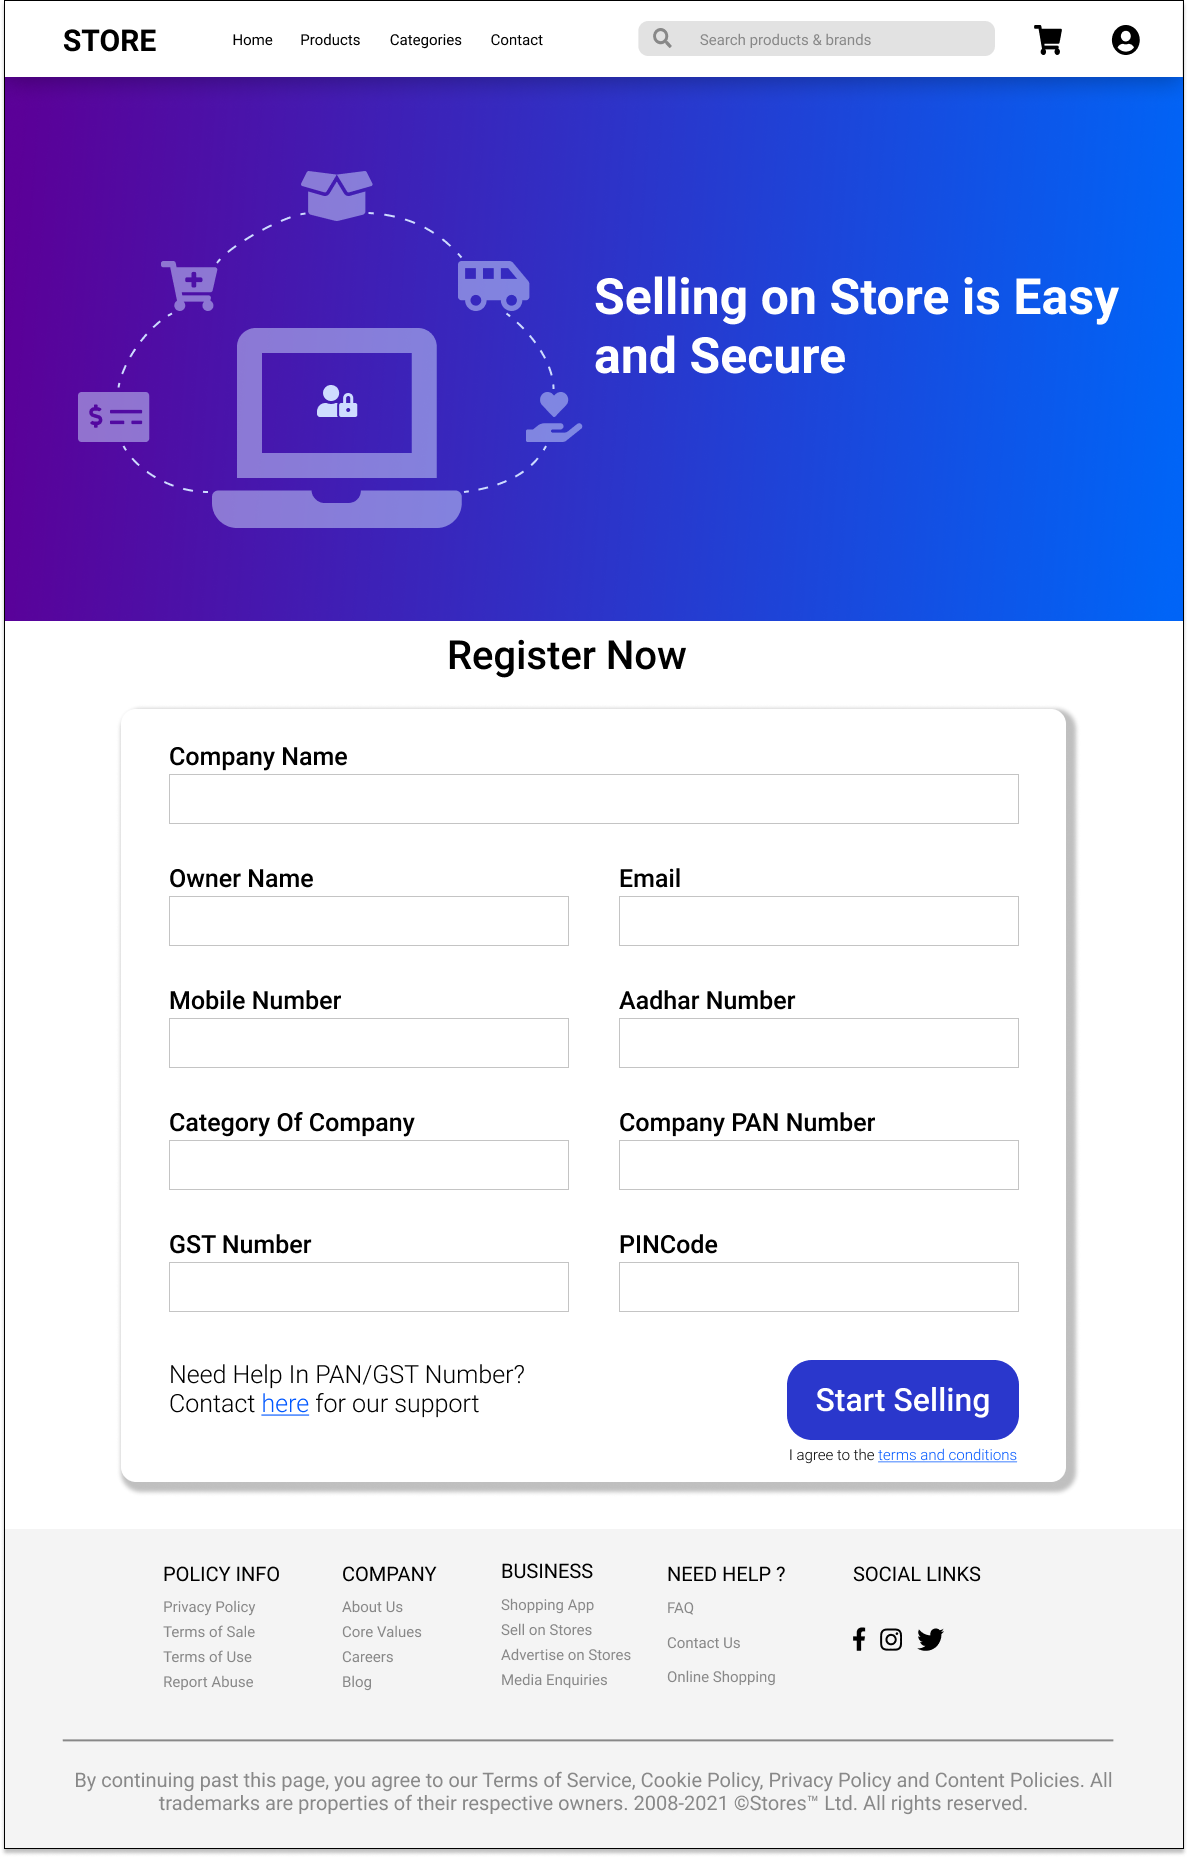 STORE
Home Products Categories Contact
Search products & brands
Selling on Store is Easy
and Secure
$
Register Now
Company Name
Owner Name
Email
Mobile Number
Aadhar Number
Category Of Company
Company PAN Number
GST Number
PINCode
Need Help In PAN/GST Number?
Contact here for our support
Start Selling
I agree to the terms and conditions
POLICY INFO
Privacy Policy
Terms of Sale
Terms of Use
Report Abuse
COMPANY
About Us
Core Values
Careers
Blog
BUSINESS
Shopping App
Sell on Stores
Advertise on Stores
Media Enquiries
NEED HELP ?
FAQ
Contact Us
Online Shopping
SOCIAL LINKS
By continuing past this page, you agree to our Terms of Service, Cookie Policy, Privacy Policy and Content Policies. All
trademarks are properties of their respective owners. 2008-2021 ©Stores™ Ltd. All rights reserved.